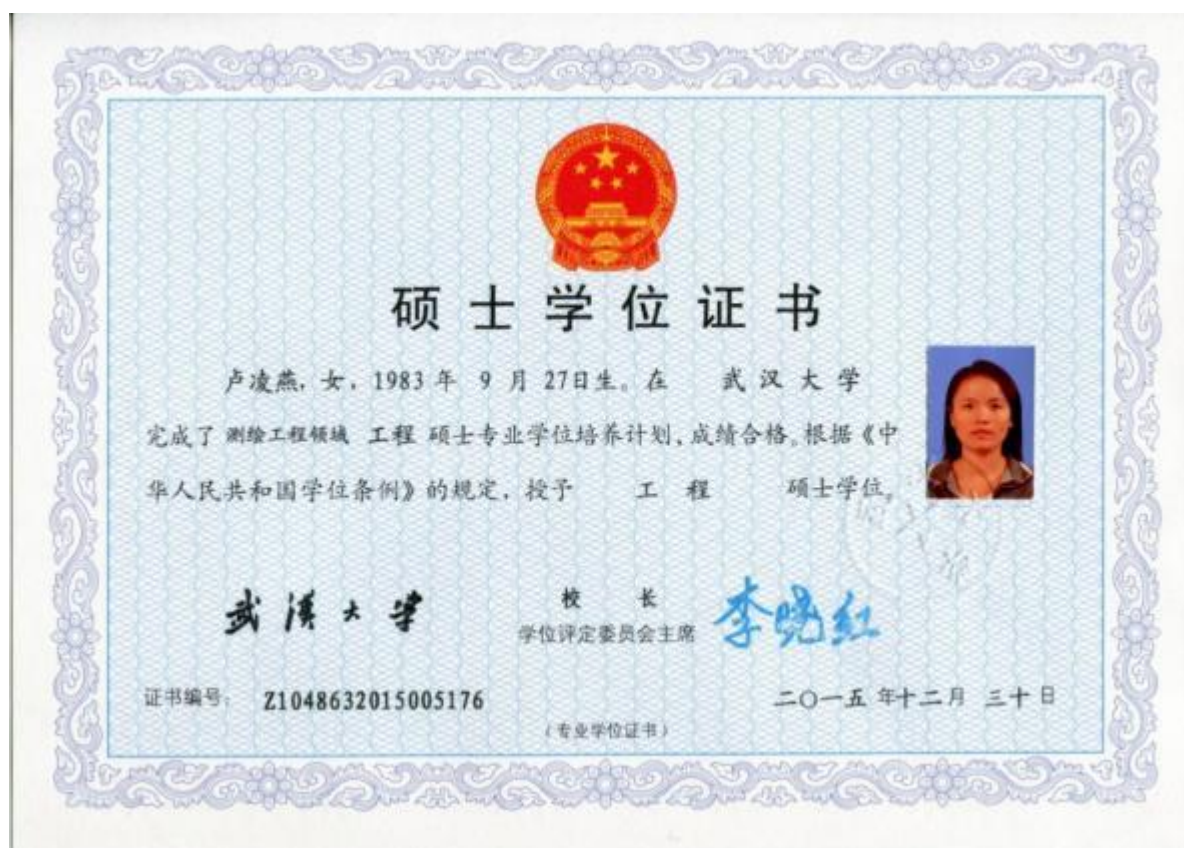 硕士学位证书
卢凌燕，女，1983年 9 月 27日生。在 武汉大学
完成了 测绘工程领域 工程 硕士专业学位培养计划，成绩合格。根据《中
华人民共和国学位条例》的规定，授予 工程 硕士学位。
武漢大学
校 长
学位评定委员会主席
李晓红
证书编号： Z1048632015005176
二〇一五 年十二月 三十日
（专业学位证书）